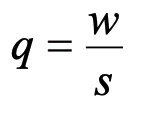 q = w/s